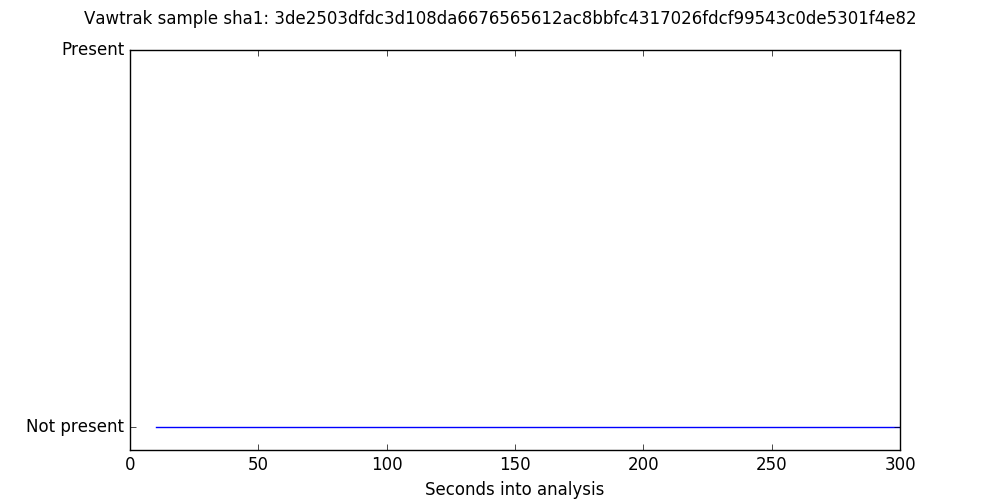 Vawtrak sample sha1: 3de2503dfdc3d108da6676565612ac8bbfc4317026fdcf99543c0de5301f4e82
Present
Not present
0 50 100 150 200 250 300
Seconds into analysis